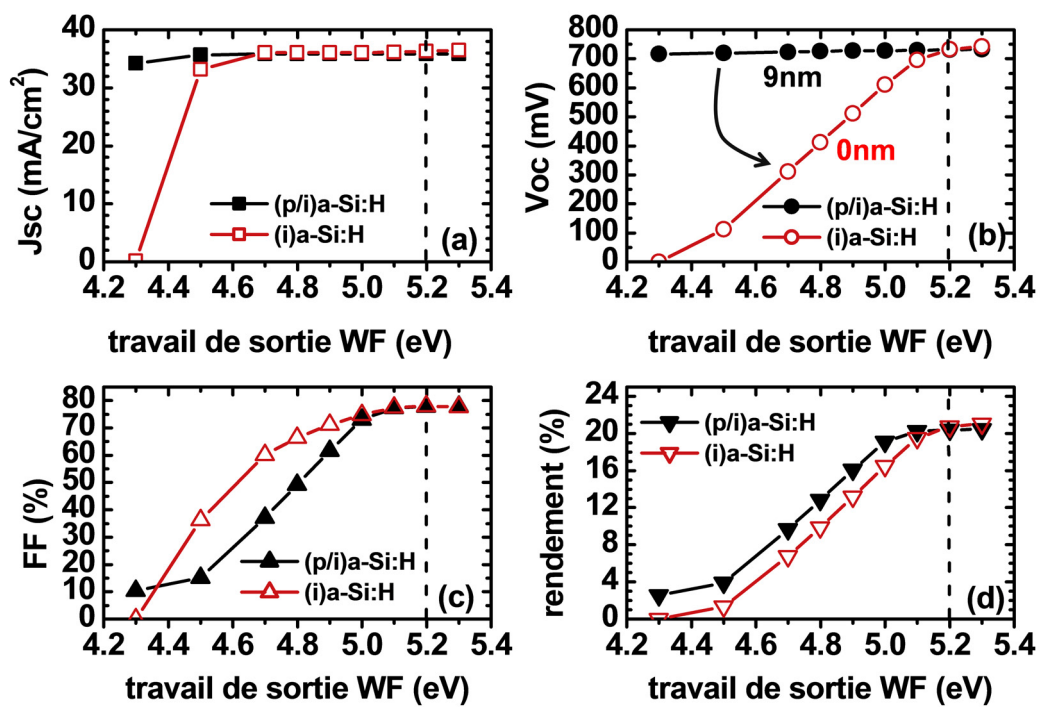 40
30
20
10
0
Jsc (mA/cm²)
(p/i)a-Si:H
(i)a-Si:H
(a)
4.2 4.4 4.6 4.8 5.0 5.2 5.4
travail de sortie WF (eV)
800
700
600
500
400
300
200
100
0
Voc (mV)
9nm
0nm
(p/i)a-Si:H
(i)a-Si:H
(b)
4.2 4.4 4.6 4.8 5.0 5.2 5.4
travail de sortie WF (eV)
80
70
60
50
40
30
20
10
0
FF (%)
(p/i)a-Si:H
(i)a-Si:H
(c)
4.2 4.4 4.6 4.8 5.0 5.2 5.4
travail de sortie WF (eV)
24
20
16
12
8
4
0
rendement (%)
(p/i)a-Si:H
(i)a-Si:H
(d)
4.2 4.4 4.6 4.8 5.0 5.2 5.4
travail de sortie WF (eV)